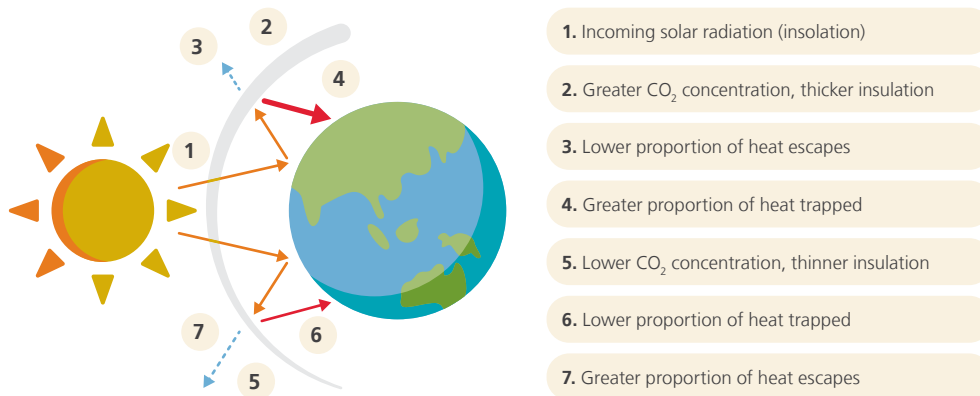 2
3
4
1
7
6
5
1. Incoming solar radiation (insolation)
2. Greater CO₂ concentration, thicker insulation
3. Lower proportion of heat escapes
4. Greater proportion of heat trapped
5. Lower CO₂ concentration, thinner insulation
6. Lower proportion of heat trapped
7. Greater proportion of heat escapes